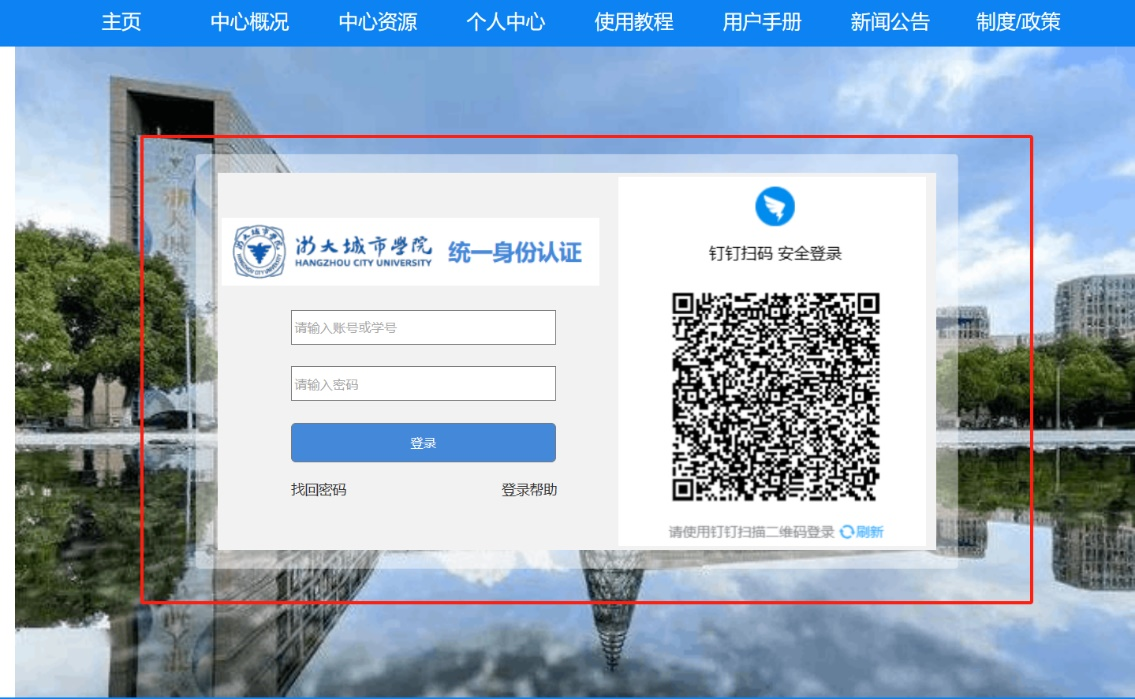 主页 中心概况 中心资源 个人中心 使用教程 用户手册 新闻公告 制度/政策
浙大城市学院 统一身份认证
HANGZHOU CITY UNIVERSITY
请输入账号或学号
请输入密码
登录
找回密码 登录帮助
钉钉扫码 安全登录
请使用钉钉扫描二维码登录 刷新
浙大城